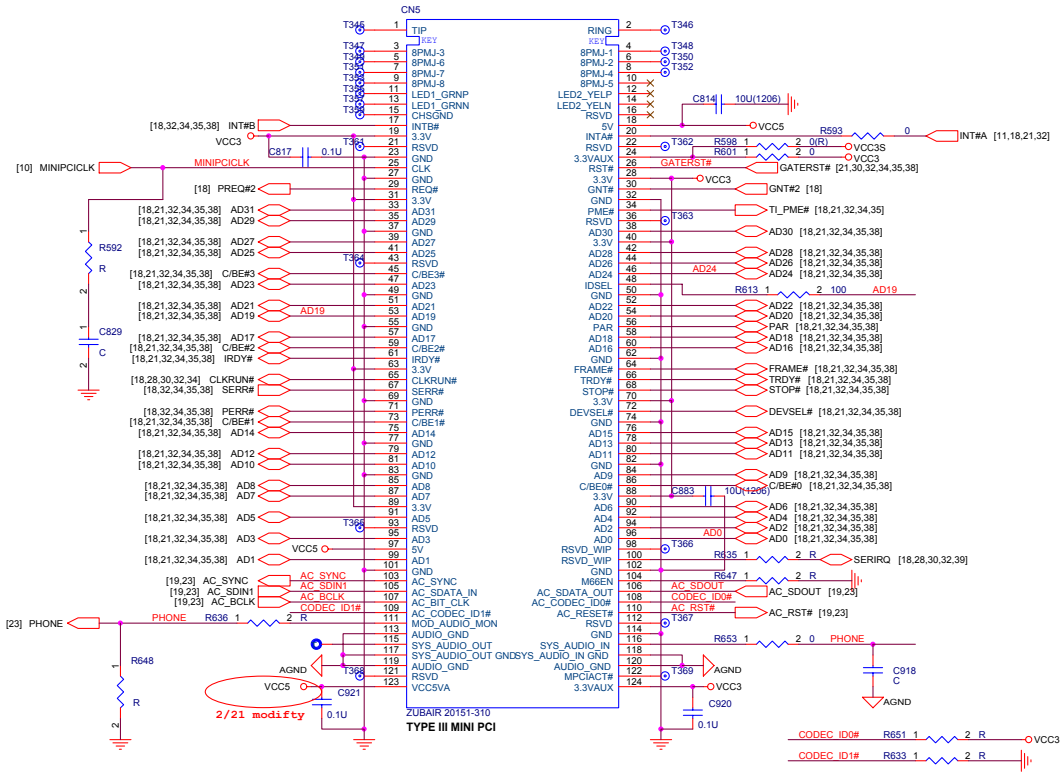 CN5
T345 1 TIP RING 2 T346
KEY KEY
T347 3 8PMJ-3 8PMJ-1 4 T348
5 8PMJ-6 8PMJ-2 6 T350
T351 7 8PMJ-7 8PMJ-4 8 T352
9 8PMJ-8 8PMJ-5 10
11 LED1_GRNP LED2_YELP 12
13 LED1_GRNN LED2_YELN 14
15 CHSGND RSVD 16
C814 10U(1206)
[18,32,34,35,38] INT#B 17 INTB# 5V 18 VCC5
VCC3 19 3.3V INTA# 20 R593 0 INT#A [11,18,21,32]
T361 21 RSVD RSVD 22 T362 R598 1 2 0(R) VCC3S
C817 0.1U 23 GND 3.3VAUX 24 R601 1 2 0 VCC3
[10] MINIPCICLK MINIPCICLK 25 CLK RST# 26 GATERST# GATERST# [21,30,32,34,35,38]
27 GND 3.3V 28 VCC3
[18] PREQ#2 29 REQ# GNT# 30 GNT#2 [18]
31 3.3V GND 32
[18,21,32,34,35,38] AD31 33 AD31 PME# 34 TI_PME# [18,21,32,34,35]
[18,21,32,34,35,38] AD29 35 AD29 RSVD 36 T363
37 GND AD30 38 AD30 [18,21,32,34,35,38]
[18,21,32,34,35,38] AD27 39 AD27 3.3V 40
[18,21,32,34,35,38] AD25 41 AD25 AD28 42 AD28 [18,21,32,34,35,38]
1 R592 R 2
T364 43 RSVD AD26 44 AD26 [18,21,32,34,35,38]
[18,21,32,34,35,38] C/BE#3 45 C/BE3# AD24 46 AD24 AD24 [18,21,32,34,35,38]
[18,21,32,34,35,38] AD23 47 AD23 IDSEL 48
49 GND GND 50 R613 1 2 100 AD19
[18,21,32,34,35,38] AD21 51 AD21 AD22 52 AD22 [18,21,32,34,35,38]
[18,21,32,34,35,38] AD19 AD19 53 AD19 AD20 54 AD20 [18,21,32,34,35,38]
1 C829 C 2
55 GND PAR 56 PAR [18,21,32,34,35,38]
[18,21,32,34,35,38] AD17 57 AD17 AD18 58 AD18 [18,21,32,34,35,38]
[18,21,32,34,35,38] C/BE#2 59 C/BE2# AD16 60 AD16 [18,21,32,34,35,38]
[18,21,32,34,35,38] IRDY# 61 IRDY# GND 62
63 3.3V FRAME# 64 FRAME# [18,21,32,34,35,38]
[18,28,30,32,34] CLKRUN# 65 CLKRUN# TRDY# 66 TRDY# [18,21,32,34,35,38]
[18,32,34,35,38] SERR# 67 SERR# STOP# 68 STOP# [18,21,32,34,35,38]
69 GND 3.3V 70
[18,32,34,35,38] PERR# 71 PERR# DEVSEL# 72 DEVSEL# [18,21,32,34,35,38]
[18,21,32,34,35,38] C/BE#1 73 C/BE1# GND 74
[18,21,32,34,35,38] AD14 75 AD14 AD15 76 AD15 [18,21,32,34,35,38]
77 GND AD13 78 AD13 [18,21,32,34,35,38]
[18,21,32,34,35,38] AD12 79 AD12 AD11 80 AD11 [18,21,32,34,35,38]
[18,21,32,34,35,38] AD10 81 AD10 GND 82
83 GND AD9 84 AD9 [18,21,32,34,35,38]
[18,21,32,34,35,38] AD8 85 AD8 C/BE0# 86 C/BE#0 [18,21,32,34,35,38]
[18,21,32,34,35,38] AD7 87 AD7 3.3V 88 C883 10U(1206)
89 3.3V AD6 90 AD6 [18,21,32,34,35,38]
[18,21,32,34,35,38] AD5 91 AD5 AD4 92 AD4 [18,21,32,34,35,38]
93 RSVD AD2 94 AD2 [18,21,32,34,35,38]
[18,21,32,34,35,38] AD3 95 AD3 AD0 96 AD0 AD0 [18,21,32,34,35,38]
VCC5 97 5V RSVD_WIP 98 T366
[18,21,32,34,35,38] AD1 99 AD1 RSVD_WIP 100 R635 1 2 R SERIRQ [18,28,30,32,39]
101 GND GND 102
[19,23] AC_SYNC AC_SYNC 103 AC_SYNC M66EN 104 R647 1 2 R
[19,23] AC_SDIN1 AC_SDIN1 105 AC_SDATA_IN AC_SDATA_OUT 106 AC_SDOUT AC_SDOUT [19,23]
[19,23] AC_BCLK AC_BCLK 107 AC_BIT_CLK AC_CODEC_ID0# 108 CODEC_ID0#
CODEC_ID1# 109 AC_CODEC_ID1# AC_RESET# 110 AC_RST# AC_RST# [19,23]
[23] PHONE PHONE R636 1 2 R 111 MOD_AUDIO_MON RSVD 112 T367
113 AUDIO_GND GND 114
115 SYS_AUDIO_OUT SYS_AUDIO_IN 116 R653 1 2 0 PHONE
117 SYS_AUDIO_OUT GND SYS_AUDIO_IN GND 118
1 R648 R 2
AGND 119 AUDIO_GND AUDIO_GND 120 AGND
T368 121 RSVD MPCIACT# 122 T369
C918 C AGND
VCC5 123 VCC5VA 3.3VAUX 124 VCC3
C921 0.1U
C920 0.1U
2/21 modifty
ZUBAIR 20151-310
TYPE III MINI PCI
CODEC_ID0# R651 1 2 R VCC3
CODEC_ID1# R633 1 2 R